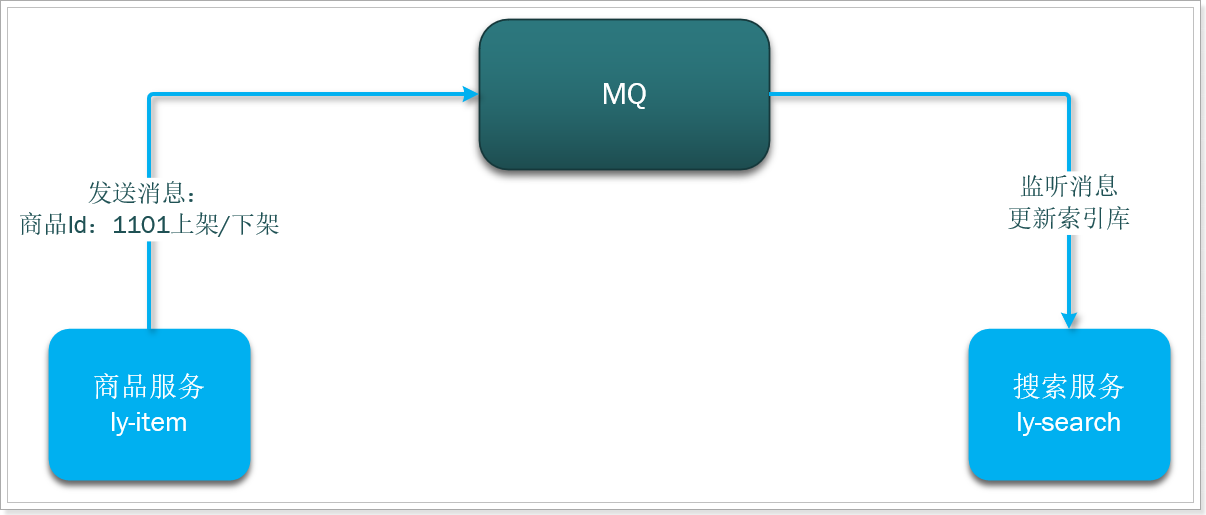 MQ
发送消息：
商品Id：1101上架/下架
监听消息
更新索引库
商品服务
ly-item
搜索服务
ly-search